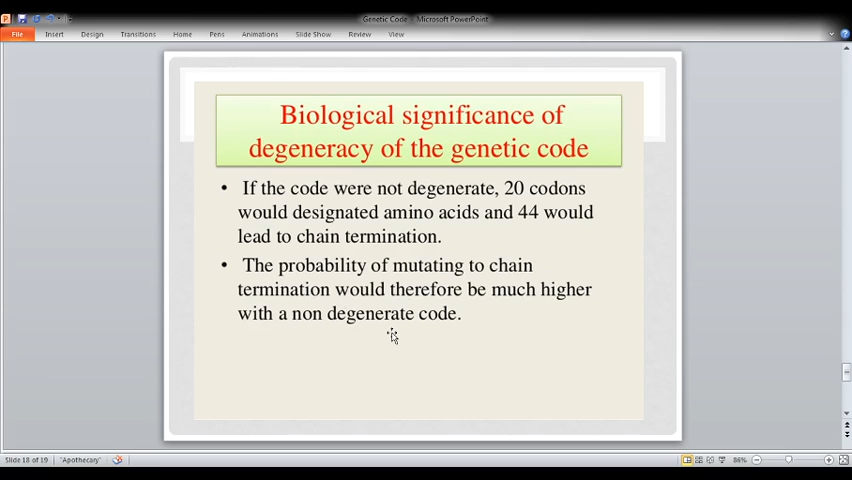 Genetic Code - Microsoft PowerPoint
File Insert Design Transitions Home Pens Animations Slide Show Review View
Biological significance of
degeneracy of the genetic code
• If the code were not degenerate, 20 codons
would designated amino acids and 44 would
lead to chain termination.
• The probability of mutating to chain
termination would therefore be much higher
with a non degenerate code.
Slide 18 of 19 "Apothecary" 86%